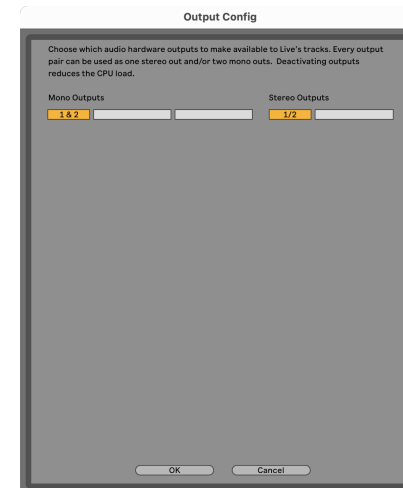 Output Config
Choose which audio hardware outputs to make available to Live's tracks. Every output
pair can be used as one stereo out and/or two mono outs. Deactivating outputs
reduces the CPU load.
Mono Outputs
Stereo Outputs
1 & 2
1/2
OK
Cancel